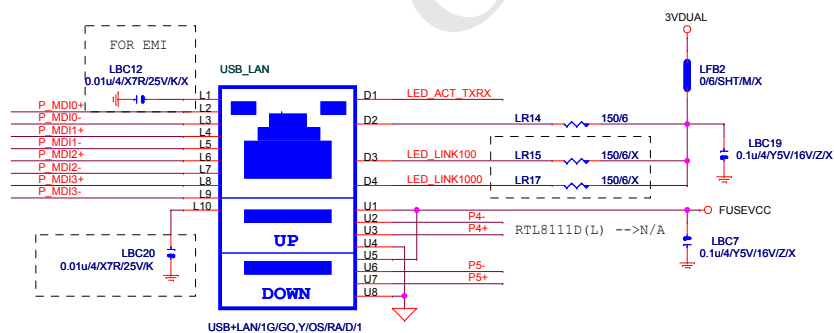 3VDUAL
FOR EMI
LBC12
0.01u/4/X7R/25V/K/X
USB_LAN
LFB2
0/6/SHT/M/X
L1
D1
LED_ACT_TXRX
P_MDI0+
L2
P_MDI0-
L3
D2
LR14
150/6
P_MDI1+
L4
P_MDI1-
L5
LBC19
0.1u/4/Y5V/16V/Z/X
P_MDI2+
L6
D3
LED_LINK100
LR15
150/6/X
P_MDI2-
L7
P_MDI3+
L8
D4
LED_LINK1000
LR17
150/6/X
P_MDI3-
L9
L10
U1
FUSEVCC
U2
P4-
U3
P4+
RTL8111D(L) -->N/A
UP
U4
LBC7
0.1u/4/Y5V/16V/Z/X
LBC20
0.01u/4/X7R/25V/K
U5
U6
P5-
U7
P5+
DOWN
U8
USB+LAN/1G/GO,Y/OS/RA/D/1